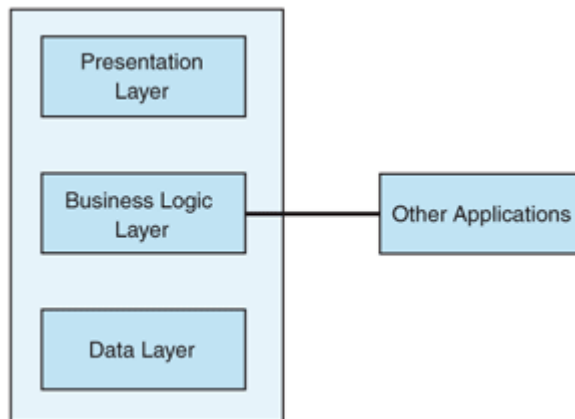 Presentation
Layer
Business Logic
Layer
Other Applications
Data Layer